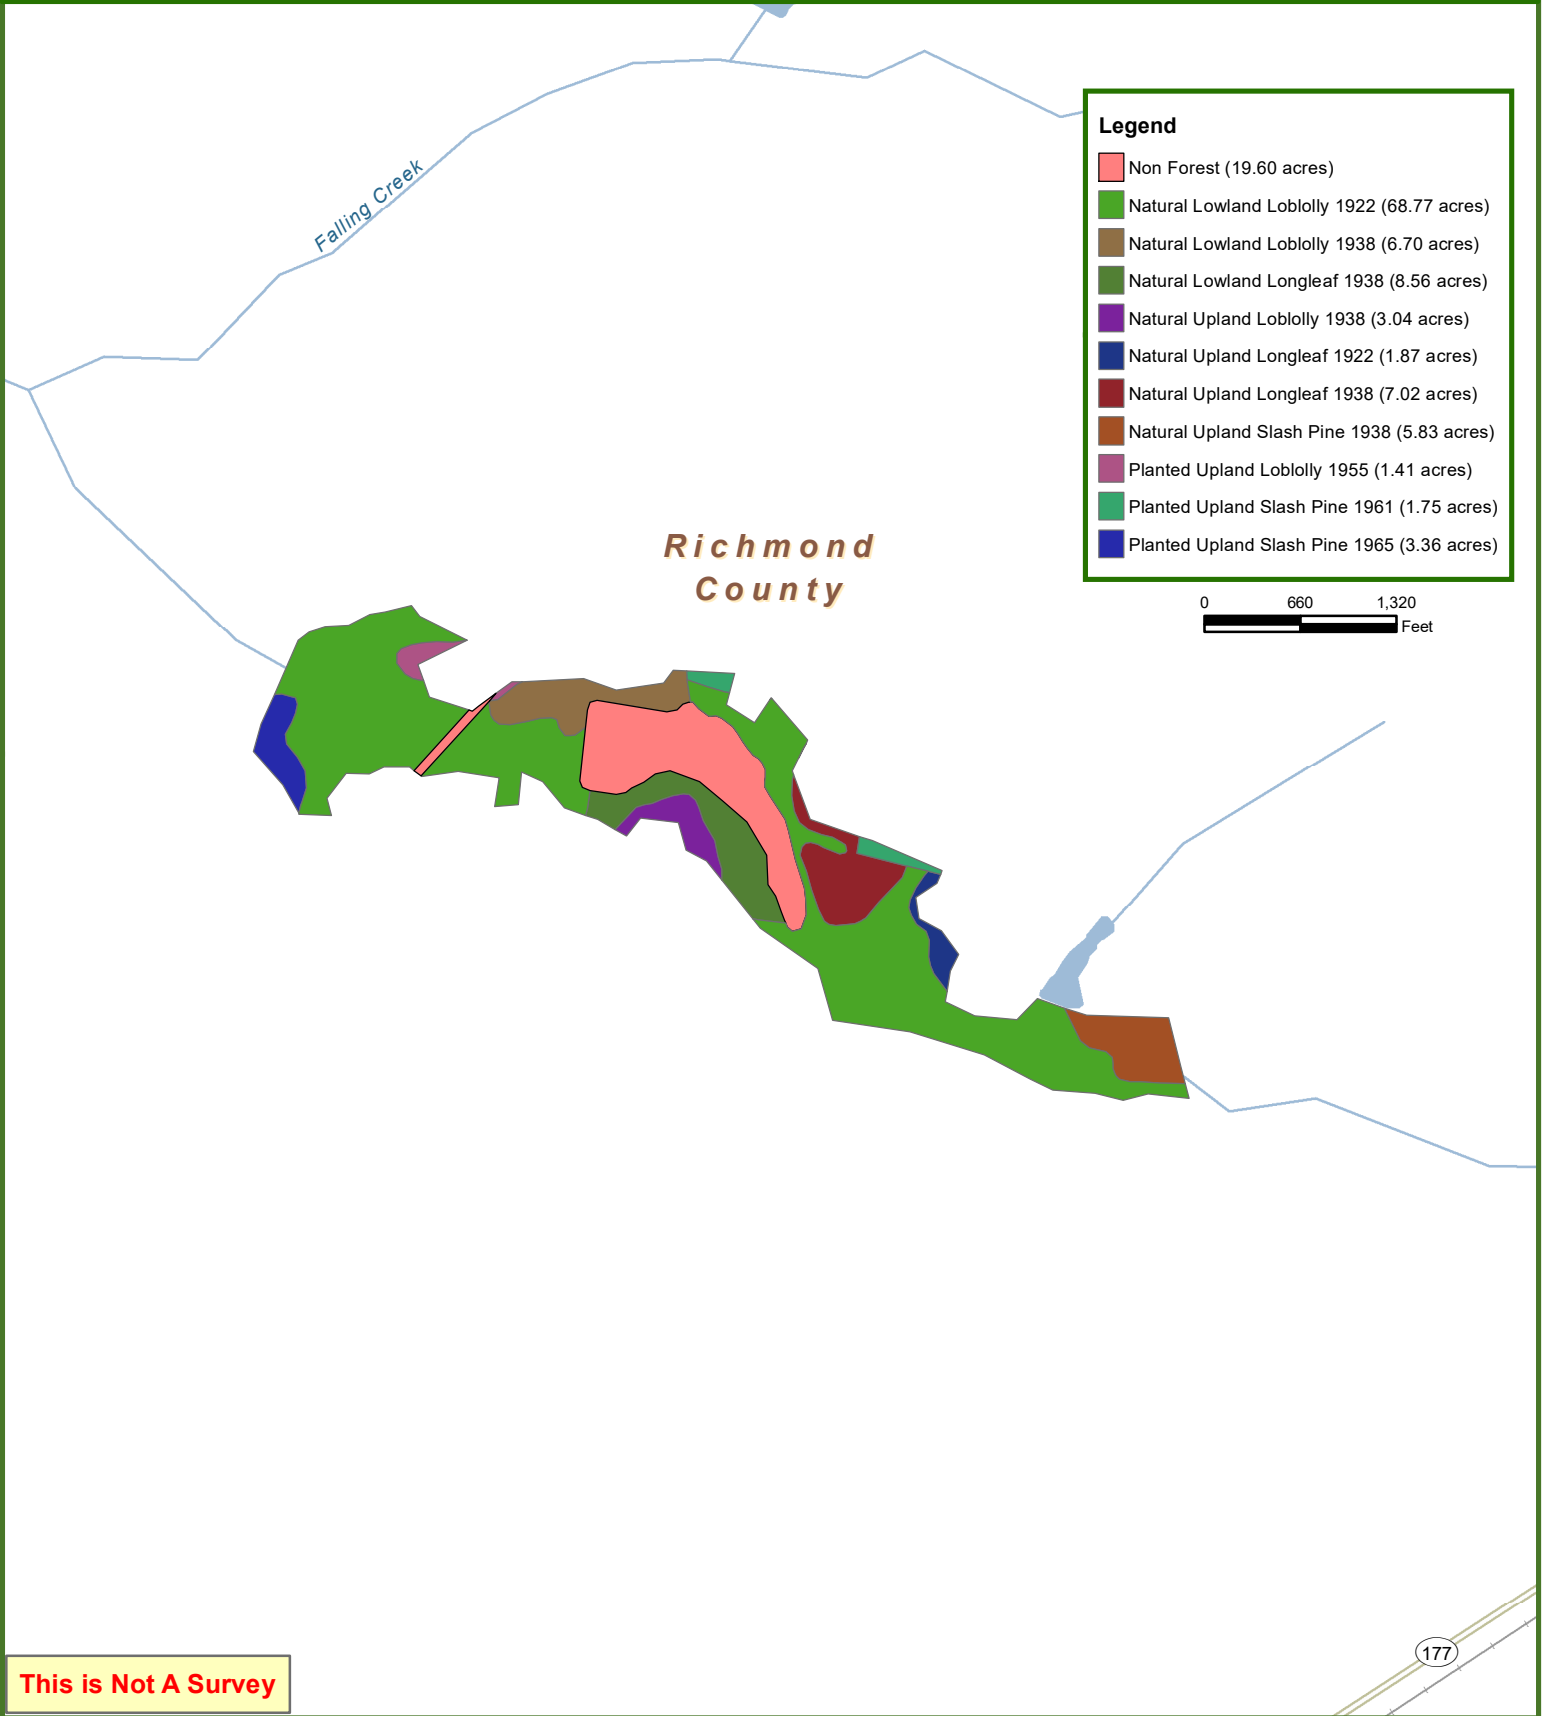 Falling Creek
Legend
Non Forest (19.60 acres)
Natural Lowland Loblolly 1922 (68.77 acres)
Natural Lowland Loblolly 1938 (6.70 acres)
Natural Lowland Longleaf 1938 (8.56 acres)
Natural Upland Loblolly 1938 (3.04 acres)
Natural Upland Longleaf 1922 (1.87 acres)
Natural Upland Longleaf 1938 (7.02 acres)
Natural Upland Slash Pine 1938 (5.83 acres)
Planted Upland Loblolly 1955 (1.41 acres)
Planted Upland Slash Pine 1961 (1.75 acres)
Planted Upland Slash Pine 1965 (3.36 acres)
Richmond
County
0 660 1,320
Feet
177
This is Not A Survey